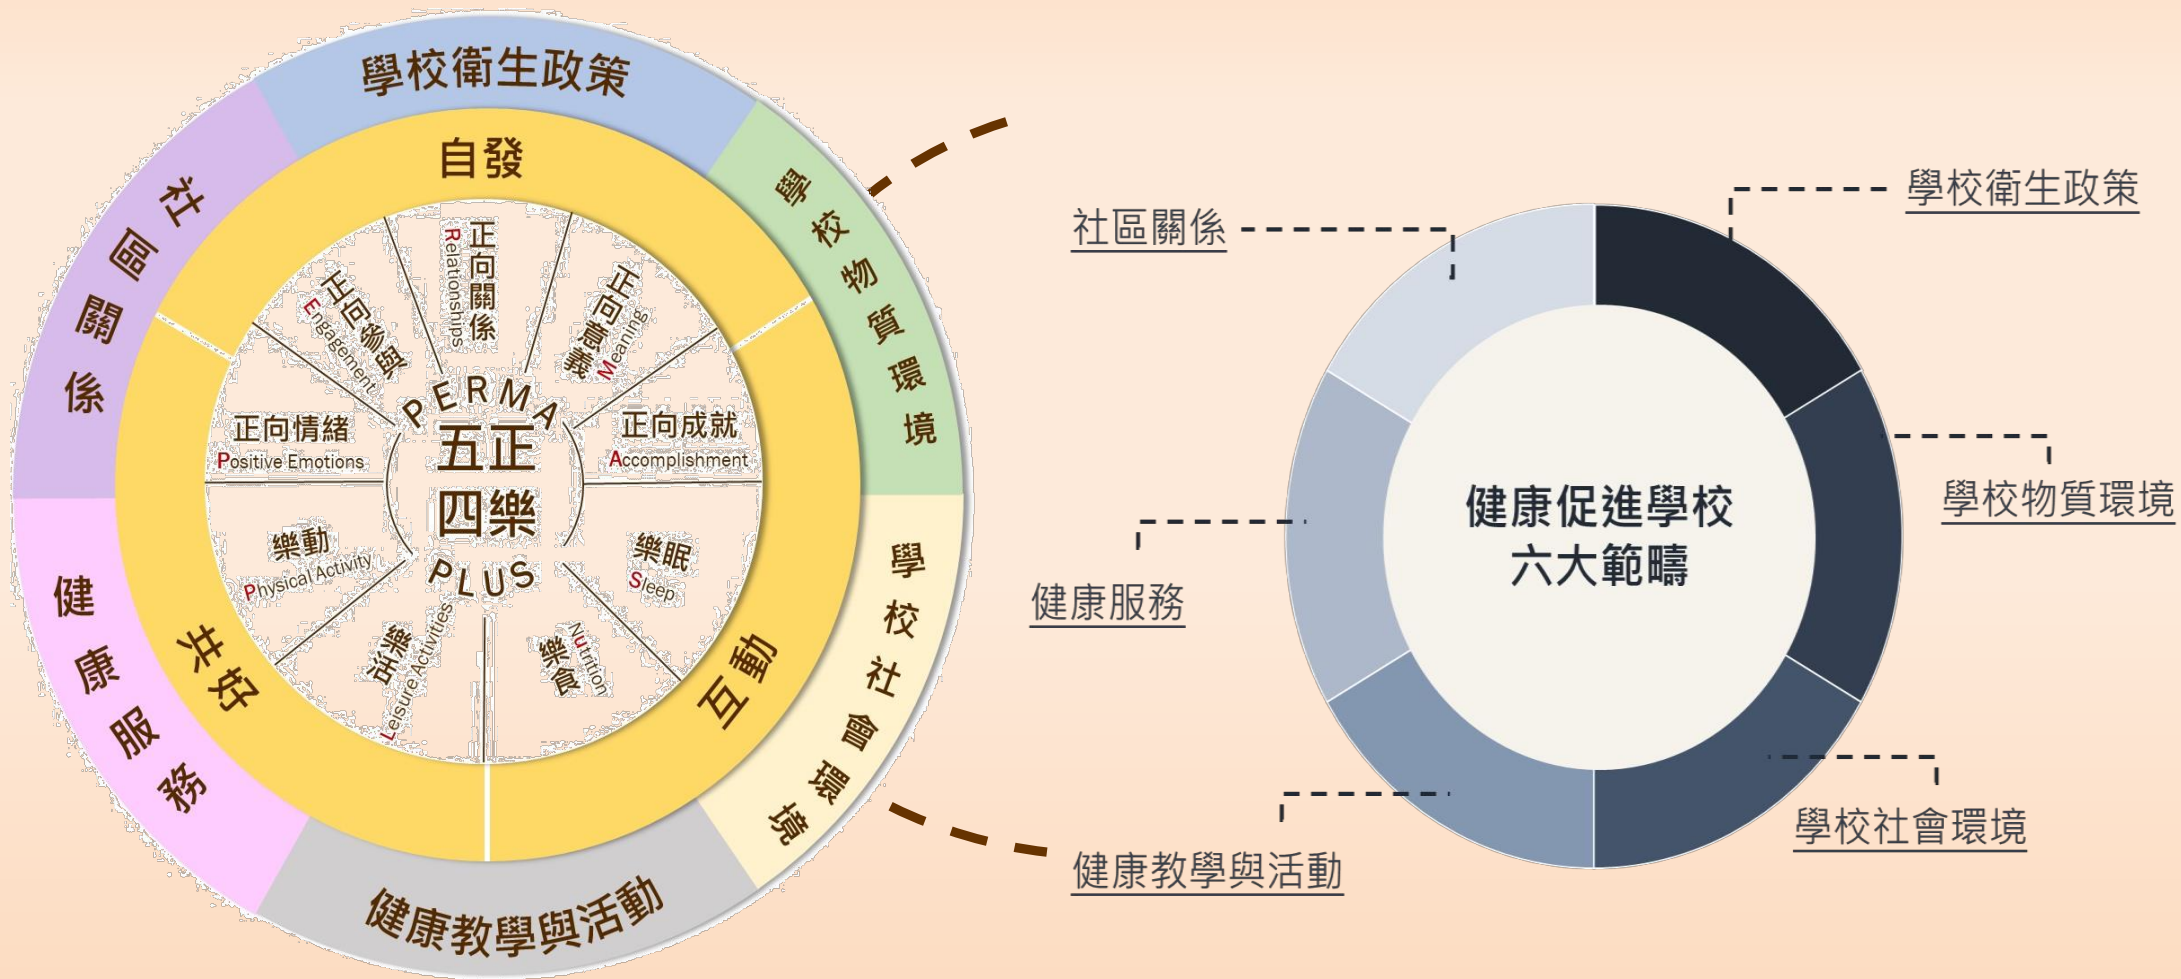 學校衛生政策
學校物質環境
學校社會環境
健康教學與活動
健康服務
社區關係
自發
互動
洪好
正向情緒
Positive Emotions
正向參與
Engagement
正向關係
Relationships
正向意義
Meaning
正向成就
Accomplishment
樂眠
Sleep
樂食
Nutrition
樂活
Leisure Activities
樂動
Physical Activity
PERMA
五正
四樂
PLUS
學校衛生政策
社區關係
學校物質環境
健康促進學校
六大範疇
健康服務
學校社會環境
健康教學與活動